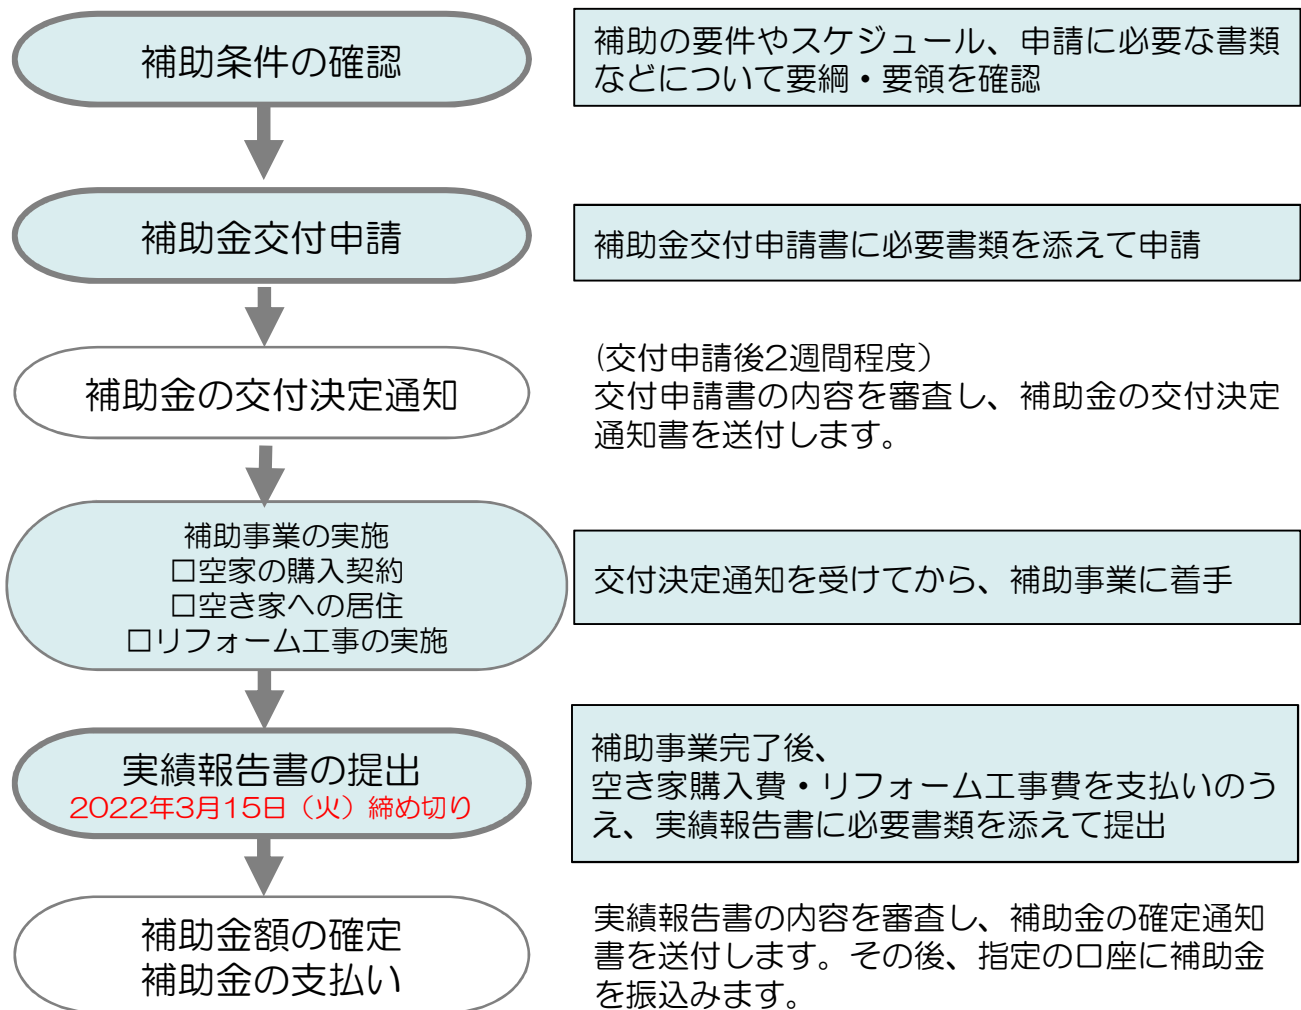 補助条件の確認
補助の要件やスケジュール、申請に必要な書類
などについて要綱・要領を確認
補助金交付申請
補助金交付申請書に必要書類を添えて申請
補助金の交付決定通知
(交付申請後2週間程度）
交付申請書の内容を審査し、補助金の交付決定
通知書を送付します。
補助事業の実施
□空家の購入契約
□空き家への居住
□リフォーム工事の実施
交付決定通知を受けてから、補助事業に着手
実績報告書の提出
2022年3月15日（火）締め切り
補助事業完了後、
空き家購入費・リフォーム工事費を支払いのう
え、実績報告書に必要書類を添えて提出
補助金額の確定
補助金の支払い
実績報告書の内容を審査し、補助金の確定通知
書を送付します。その後、指定の口座に補助金
を振込みます。